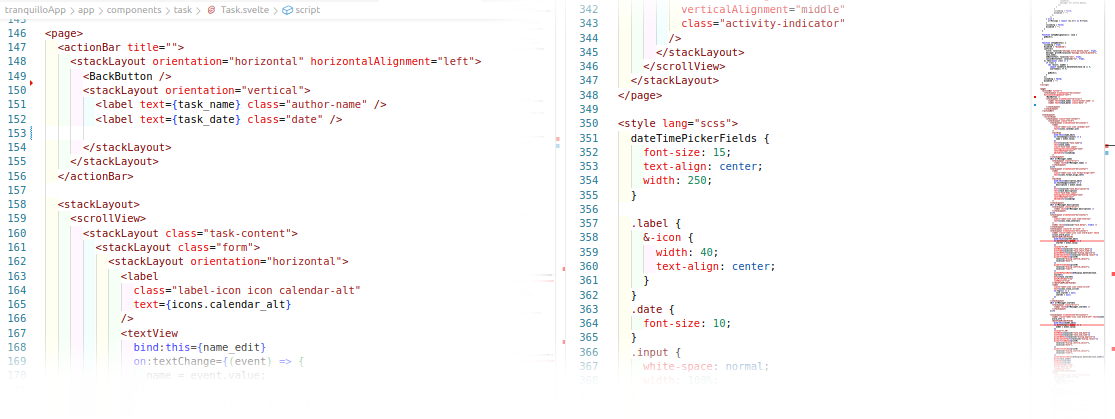 tranquilloApp > app > components > task > Task.svelte > script
145
146 <page>
147 <actionBar title="">
148 <stackLayout orientation="horizontal" horizontalAlignment="left">
149 <BackButton />
150 <stackLayout orientation="vertical">
151 <label text={task_name} class="author-name" />
152 <label text={task_date} class="date" />
153
154 </stackLayout>
155 </stackLayout>
156 </actionBar>
157
158 <stackLayout>
159 <scrollView>
160 <stackLayout class="task-content">
161 <stackLayout class="form">
162 <stackLayout orientation="horizontal">
163 <label
164 class="label-icon icon calendar-alt"
165 text={icons.calendar_alt}
166 />
167 <textView
168 bind:this={name_edit}
169 on:textChange={(event) => {
170 name = event.value;
342 verticalAlignment="middle"
343 class="activity-indicator"
344 />
345 </stackLayout>
346 </scrollView>
347 </stackLayout>
348 </page>
349
350 <style lang="scss">
351 dateTimePickerFields {
352 font-size: 15;
353 text-align: center;
354 width: 250;
355 }
356
357 .label {
358 &-icon {
359 width: 40;
360 text-align: center;
361 }
362 }
363 .date {
364 font-size: 10;
365 }
366 .input {
367 white-space: normal;
368 width: 100%;